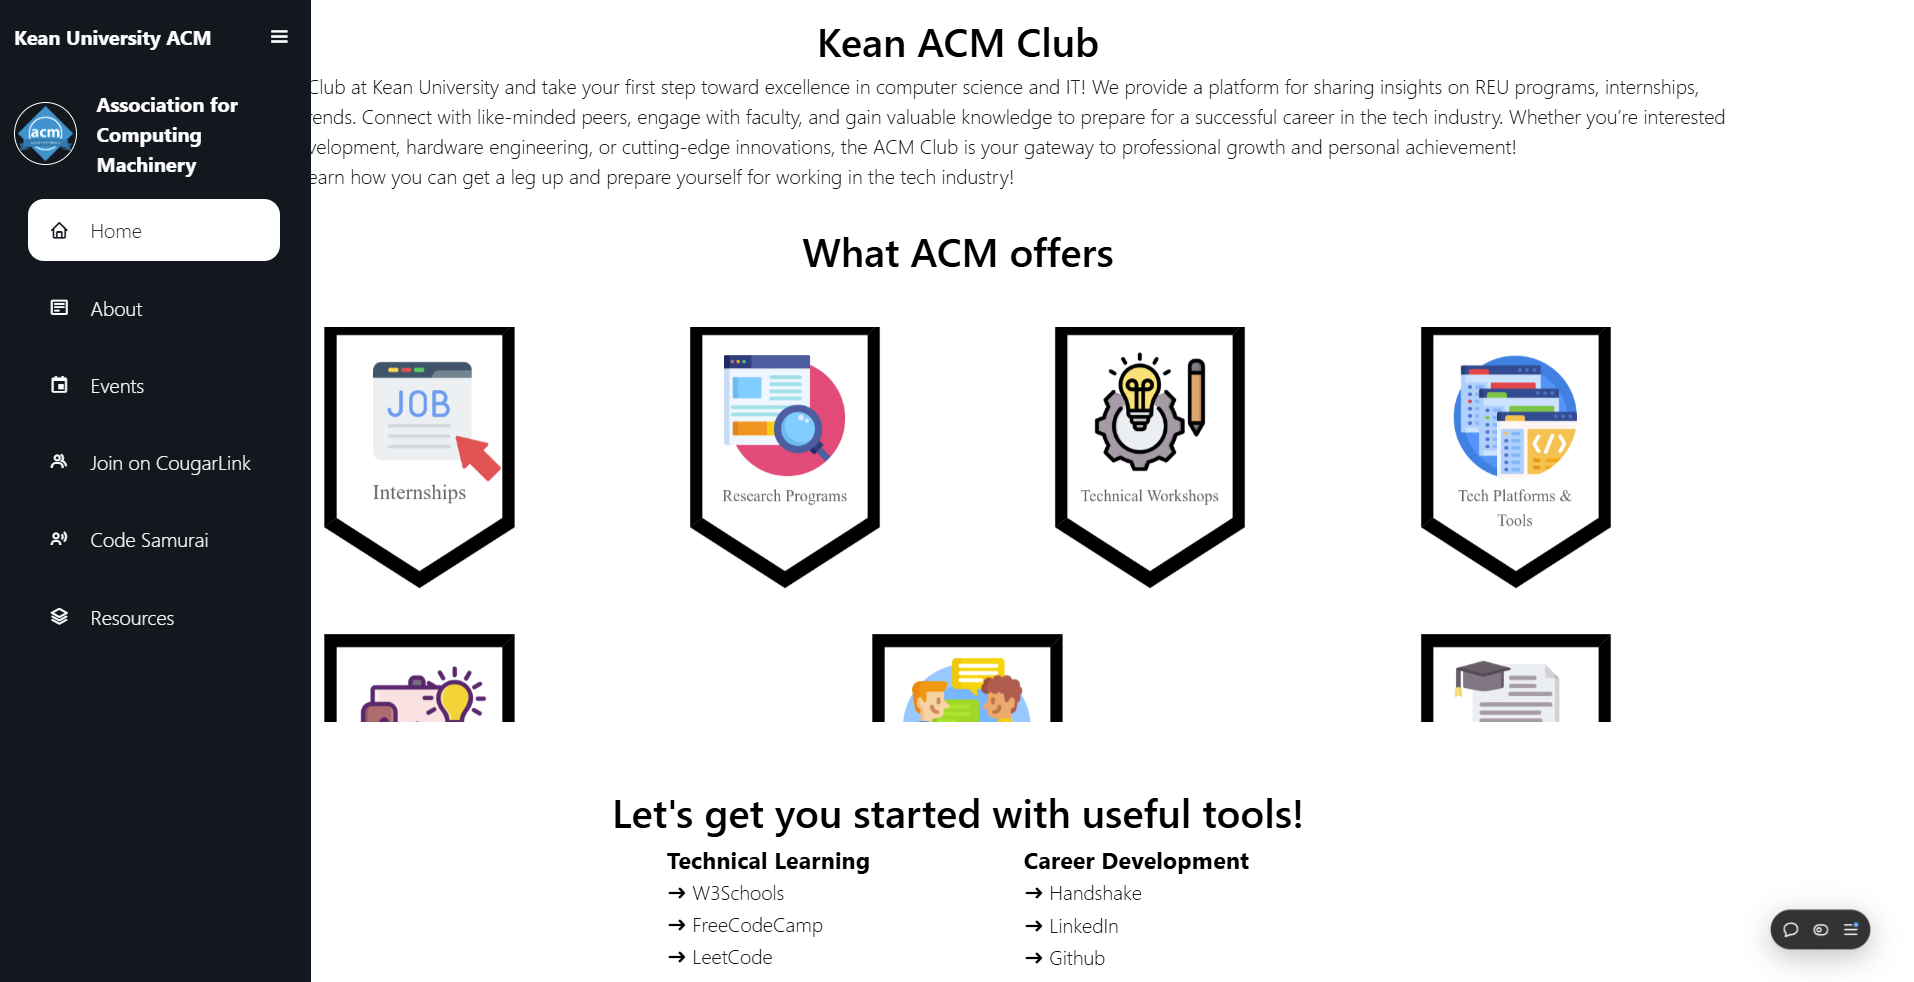 Kean University ACM
acm
Association for
Computing
Machinery
Home
About
Events
Join on CougarLink
Code Samurai
Resources
Kean ACM Club
Club at Kean University and take your first step toward excellence in computer science and IT! We provide a platform for sharing insights on REU programs, internships,
rends. Connect with like-minded peers, engage with faculty, and gain valuable knowledge to prepare for a successful career in the tech industry. Whether you’re interested
velopment, hardware engineering, or cutting-edge innovations, the ACM Club is your gateway to professional growth and personal achievement!
earn how you can get a leg up and prepare yourself for working in the tech industry!
What ACM offers
JOB
Internships
Research Programs
Technical Workshops
</>
Tech Platforms &
Tools
Let's get you started with useful tools!
Technical Learning
→ W3Schools
→ FreeCodeCamp
→ LeetCode
Career Development
→ Handshake
→ LinkedIn
→ Github